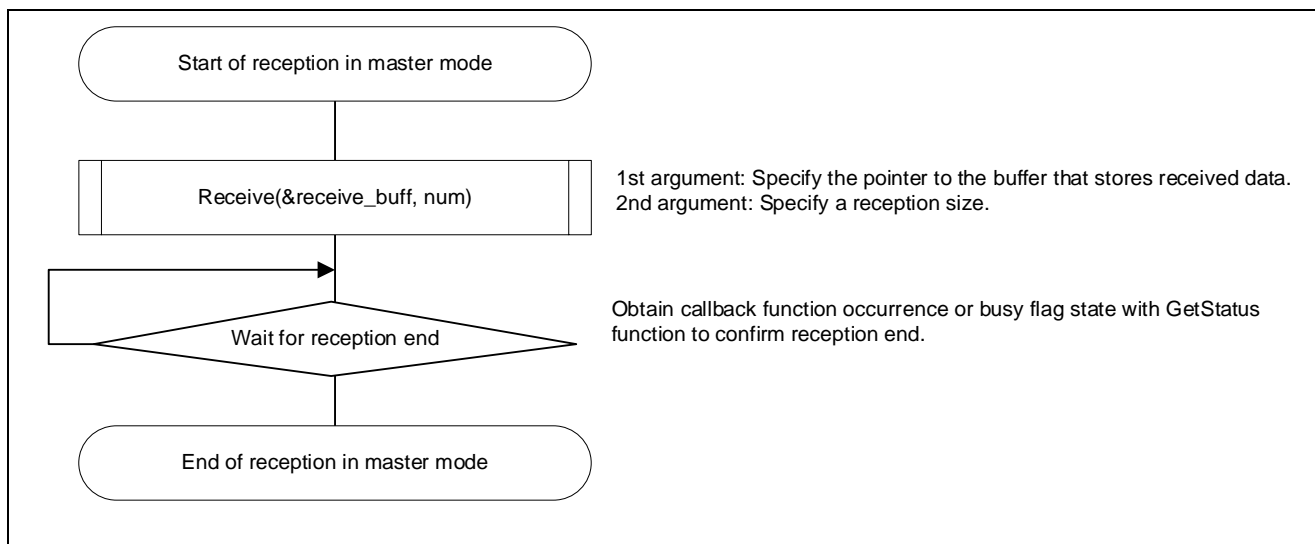 Start of reception in master mode
Receive(&receive_buff, num)
1st argument: Specify the pointer to the buffer that stores received data.
2nd argument: Specify a reception size.
Wait for reception end
Obtain callback function occurrence or busy flag state with GetStatus
function to confirm reception end.
End of reception in master mode